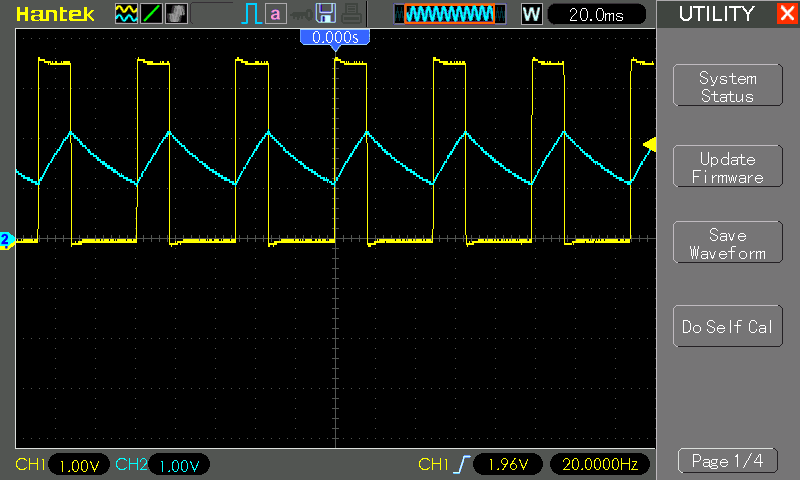 Hantek
a
W
20.0ms
UTILITY
0.000s
System
Status
Update
Firmware
2
Save
Waveform
Do Self Cal
CH1 1.00V CH2 1.00V CH1 1.96V 20.0000Hz
Page 1/4